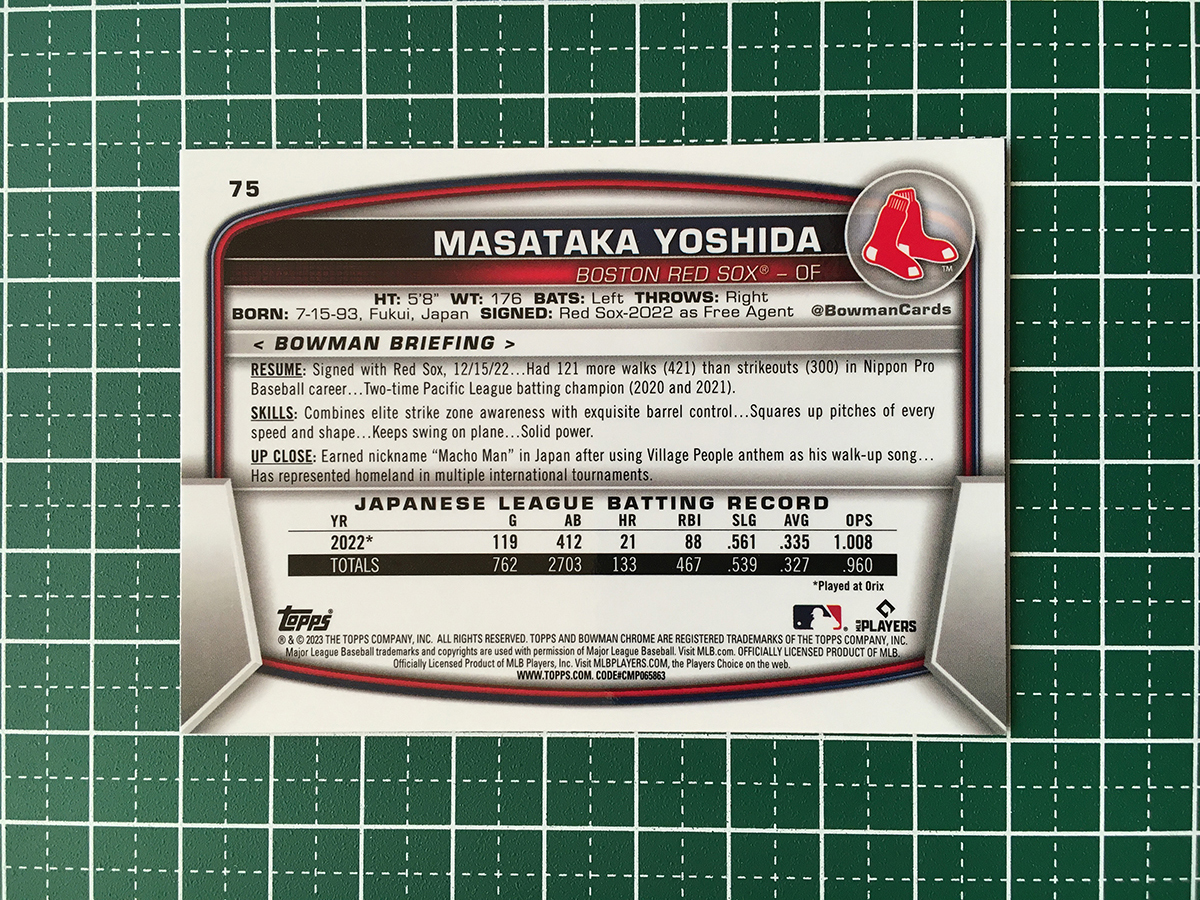 75
MASATAKA YOSHIDA
BOSTON RED SOX® – OF
TM
HT: 5'8" WT: 176 BATS: Left THROWS: Right
BORN: 7-15-93, Fukui, Japan SIGNED: Red Sox-2022 as Free Agent @BowmanCards
< BOWMAN BRIEFING >
RESUME: Signed with Red Sox, 12/15/22...Had 121 more walks (421) than strikeouts (300) in Nippon Pro
Baseball career...Two-time Pacific League batting champion (2020 and 2021).
SKILLS: Combines elite strike zone awareness with exquisite barrel control...Squares up pitches of every
speed and shape...Keeps swing on plane...Solid power.
UP CLOSE: Earned nickname "Macho Man" in Japan after using Village People anthem as his walk-up song...
Has represented homeland in multiple international tournaments.
JAPANESE LEAGUE BATTING RECORD
YR G AB HR RBI SLG AVG OPS
2022* 119 412 21 88 .561 .335 1.008
TOTALS 762 2703 133 467 .539 .327 .960
*Played at Orix
Topps® ® MLB PLAYERS
® & © 2023 THE TOPPS COMPANY, INC. ALL RIGHTS RESERVED. TOPPS AND BOWMAN CHROME ARE REGISTERED TRADEMARKS OF THE TOPPS COMPANY, INC.
Major League Baseball trademarks and copyrights are used with permission of Major League Baseball. Visit MLB.com. OFFICIALLY LICENSED PRODUCT OF MLB.
Officially Licensed Product of MLB Players, Inc. Visit MLBPLAYERS.COM, the Players Choice on the web.
WWW.TOPPS.COM. CODE#CMP065863